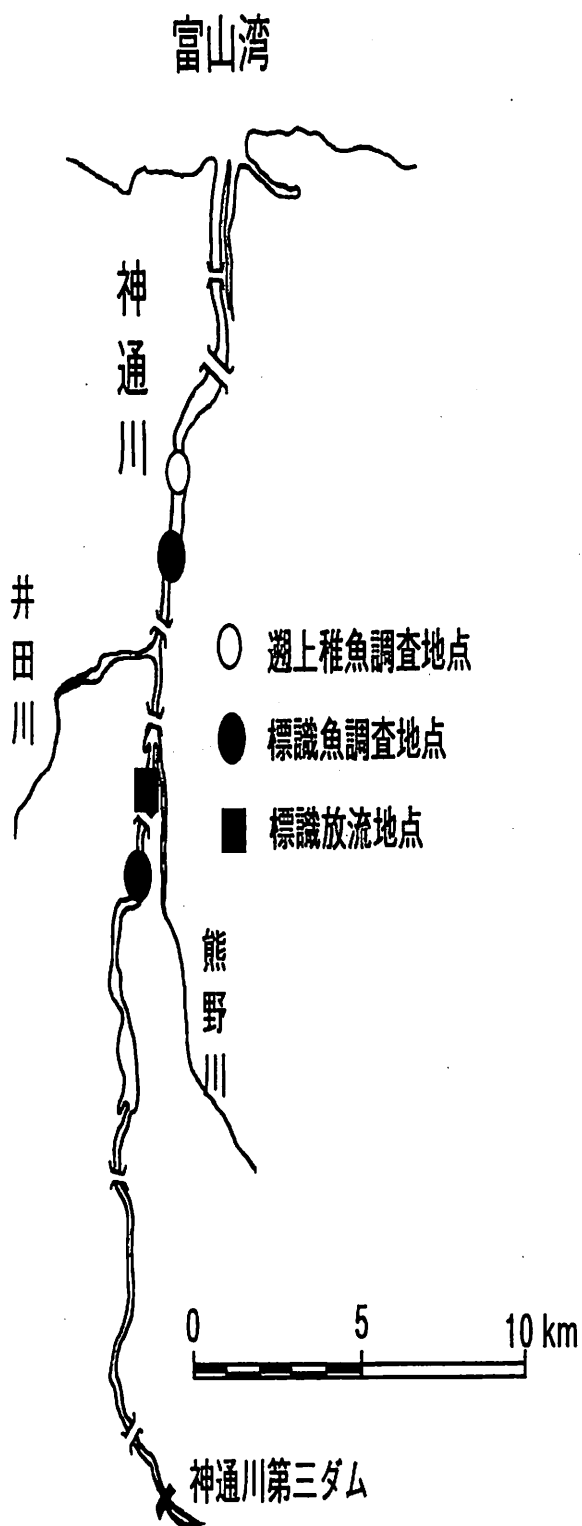 富山湾
神通川
井田川
遡上稚魚調査地点
標識魚調査地点
標識放流地点
熊野川
0 5 10 km
神通川第三ダム